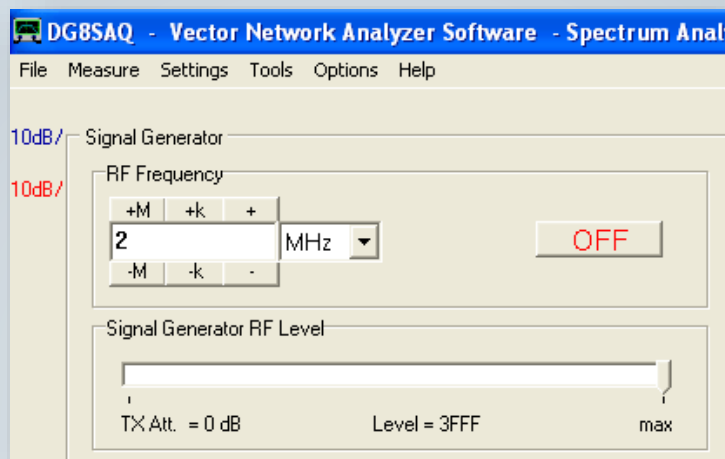 DG8SAQ - Vector Network Analyzer Software - Spectrum Anal
File Measure Settings Tools Options Help
10dB/ Signal Generator
10dB/ RF Frequency
+M +k +
2 MHz OFF
-M -k -
Signal Generator RF Level
TX Att. = 0 dB Level = 3FFF max